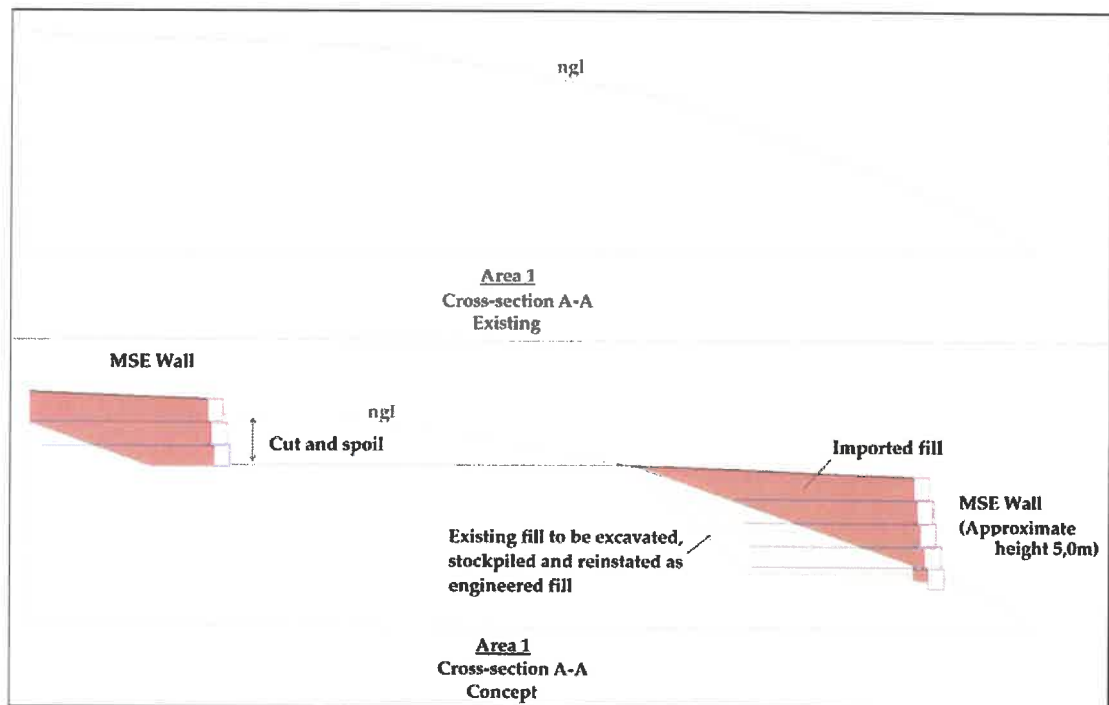 ngl
Area 1
Cross-section A-A
Existing
MSE Wall
ngl
Cut and spoil
Imported fill
MSE Wall
(Approximate
height 5,0m)
Existing fill to be excavated,
stockpiled and reinstated as
engineered fill
Area 1
Cross-section A-A
Concept